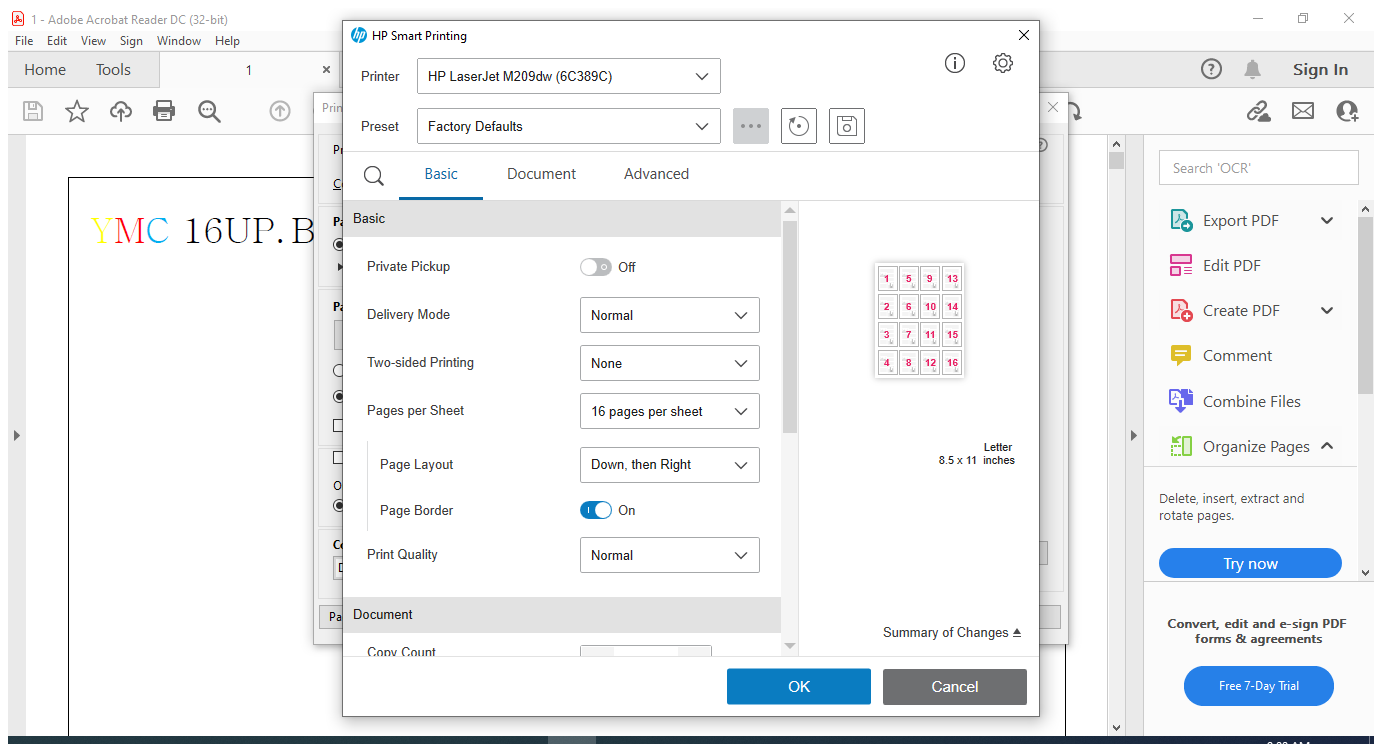 1 - Adobe Acrobat Reader DC (32-bit)
File Edit View Sign Window Help
Home Tools 1
Sign In
YMC 16UP.B
HP Smart Printing
Printer HP LaserJet M209dw (6C389C)
Preset Factory Defaults
Basic Document Advanced
Basic
Private Pickup Off
Delivery Mode Normal
Two-sided Printing None
Pages per Sheet 16 pages per sheet
Page Layout Down, then Right
Page Border On
Print Quality Normal
Document
Copy Count
1 5 9 13
2 6 10 14
3 7 11 15
4 8 12 16
Letter
8.5 x 11 inches
Summary of Changes
OK Cancel
Search 'OCR'
Export PDF
Edit PDF
Create PDF
Comment
Combine Files
Organize Pages
Delete, insert, extract and
rotate pages.
Try now
Convert, edit and e-sign PDF
forms & agreements
Free 7-Day Trial